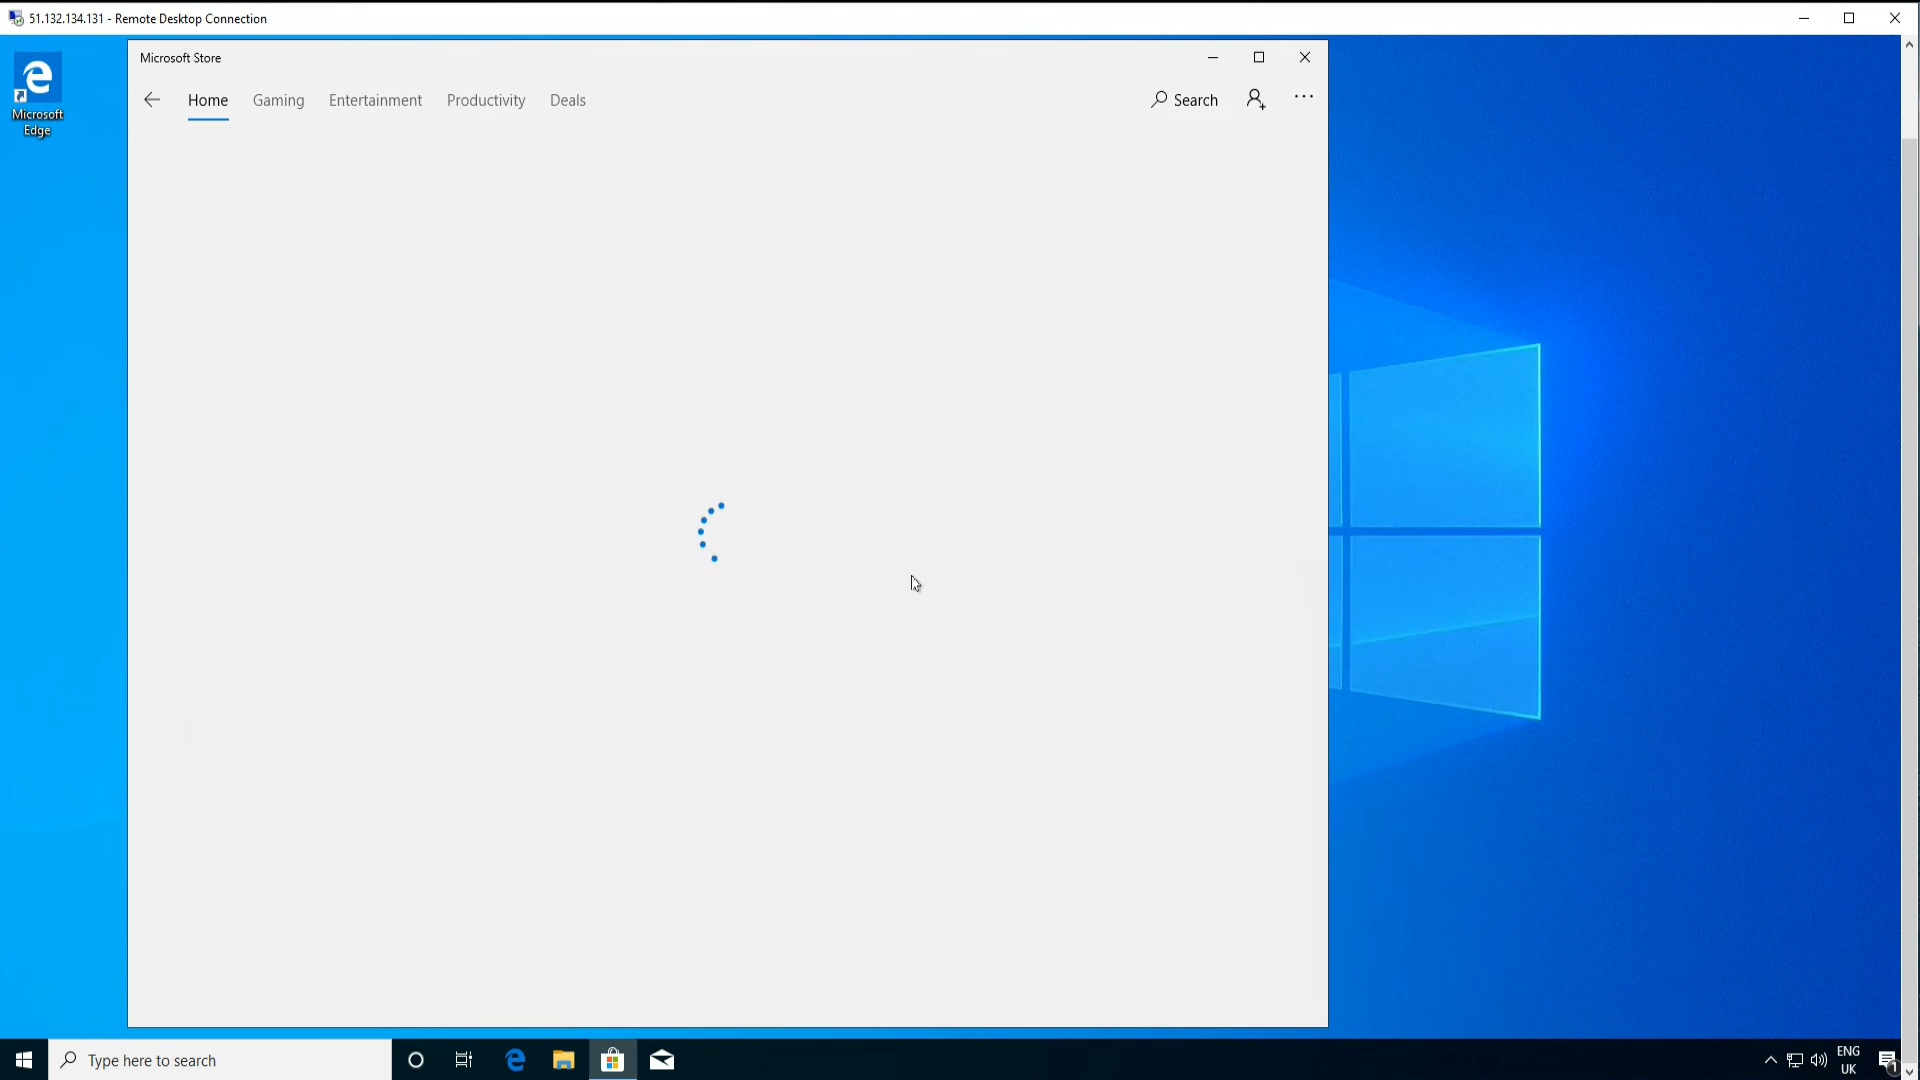 51.132.134.131 - Remote Desktop Connection
Microsoft Edge
Microsoft Store
Home Gaming Entertainment Productivity Deals Search
Type here to search
ENG
UK
1